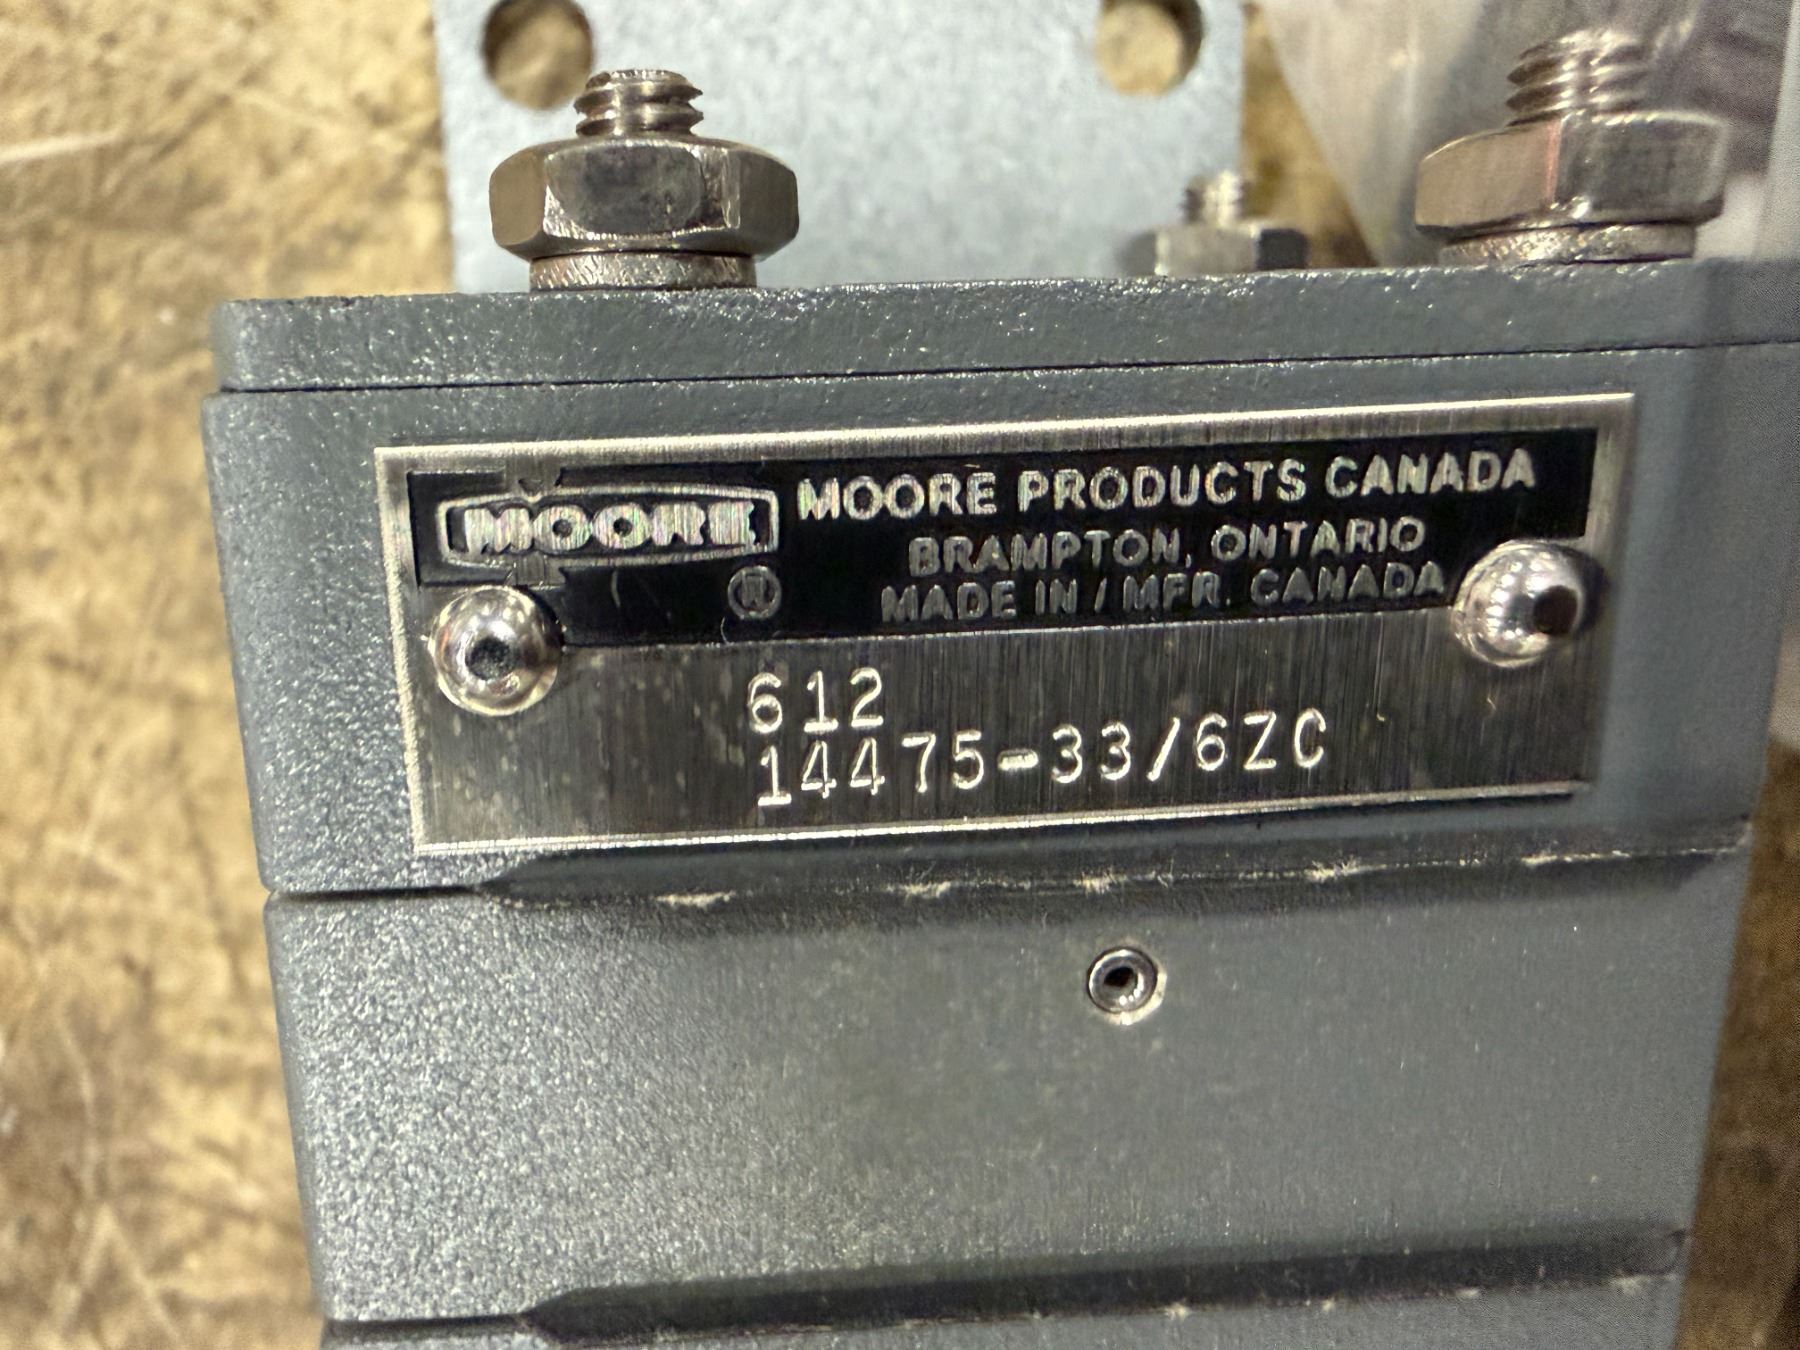 MOORE
®
MOORE PRODUCTS CANADA
BRAMPTON, ONTARIO
MADE IN / MFR. CANADA
612
14475-33/6ZC